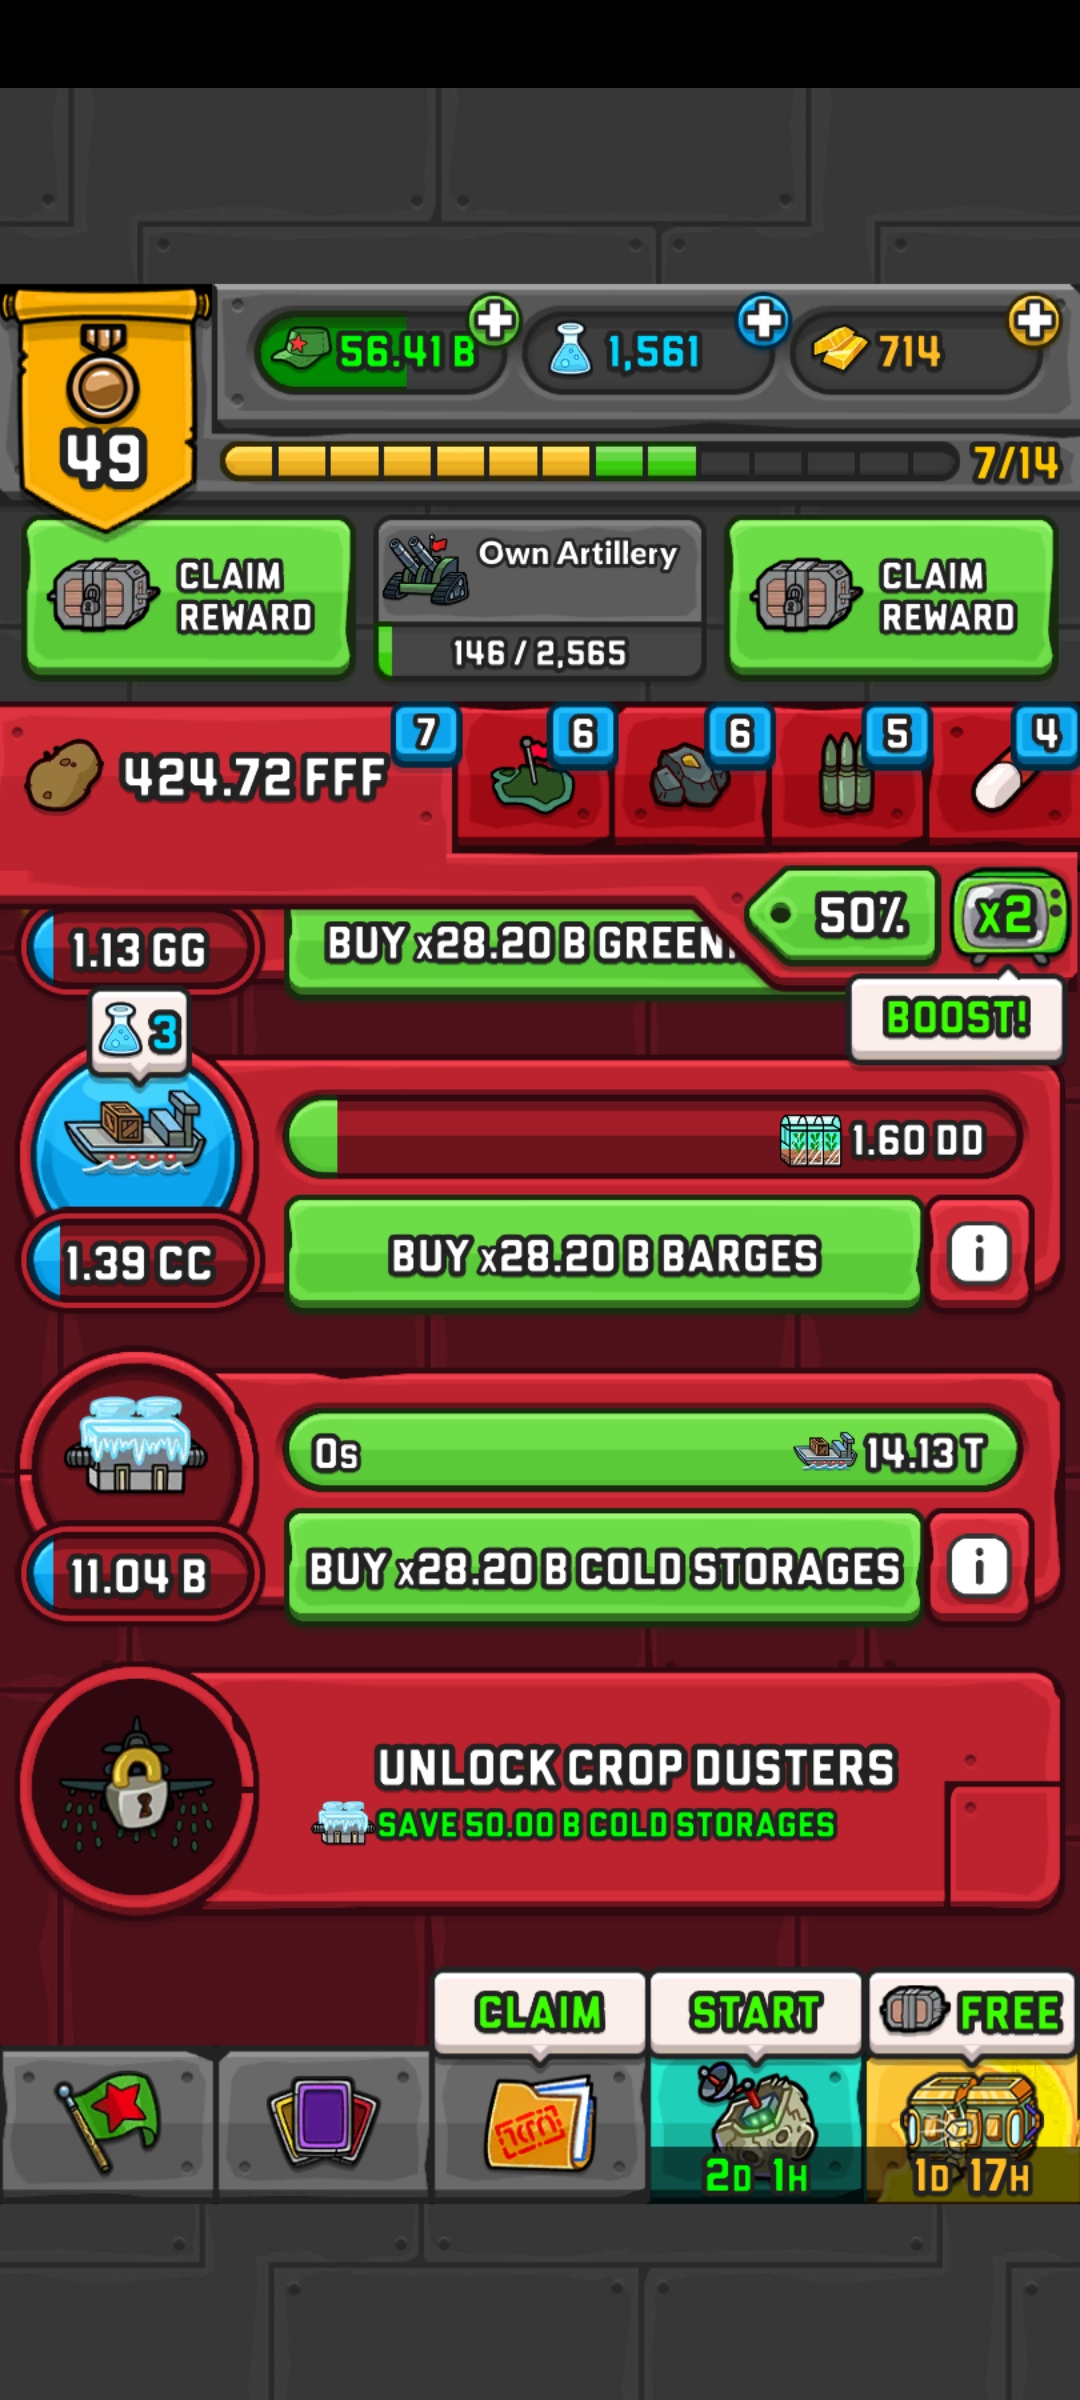 49
56.41 B
1,561
714
7/14
CLAIM
REWARD
Own Artillery
146 / 2,565
CLAIM
REWARD
424.72 FFF
7
6
6
5
4
50%
x2
BOOST!
1.13 GG
BUY x28.20 B
3
1.60 DD
1.39 CC
BUY x28.20 B BARGES
i
0s
14.13 T
11.04 B
BUY x28.20 B COLD STORAGES
i
UNLOCK CROP DUSTERS
SAVE 50.00 B COLD STORAGES
CLAIM
START
FREE
2D 1H
1D 17H